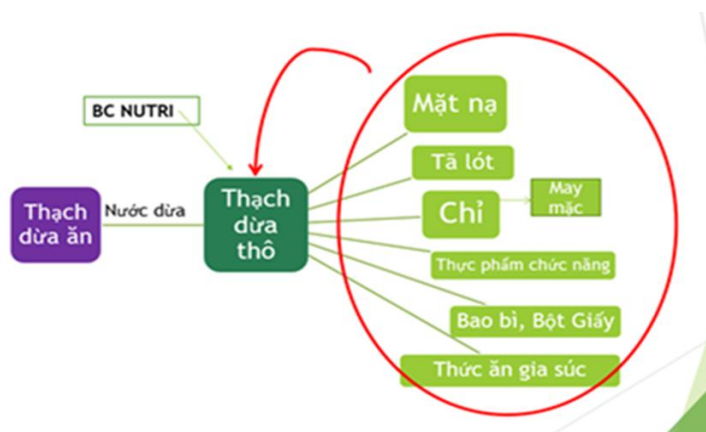 BC NUTRI
Thạch
dừa ăn
Nước dừa
Thạch
dừa
thô
Mặt nạ
Tã lót
Chỉ
May
mặc
Thực phẩm chức năng
Bao bì, Bột Giấy
Thức ăn gia súc